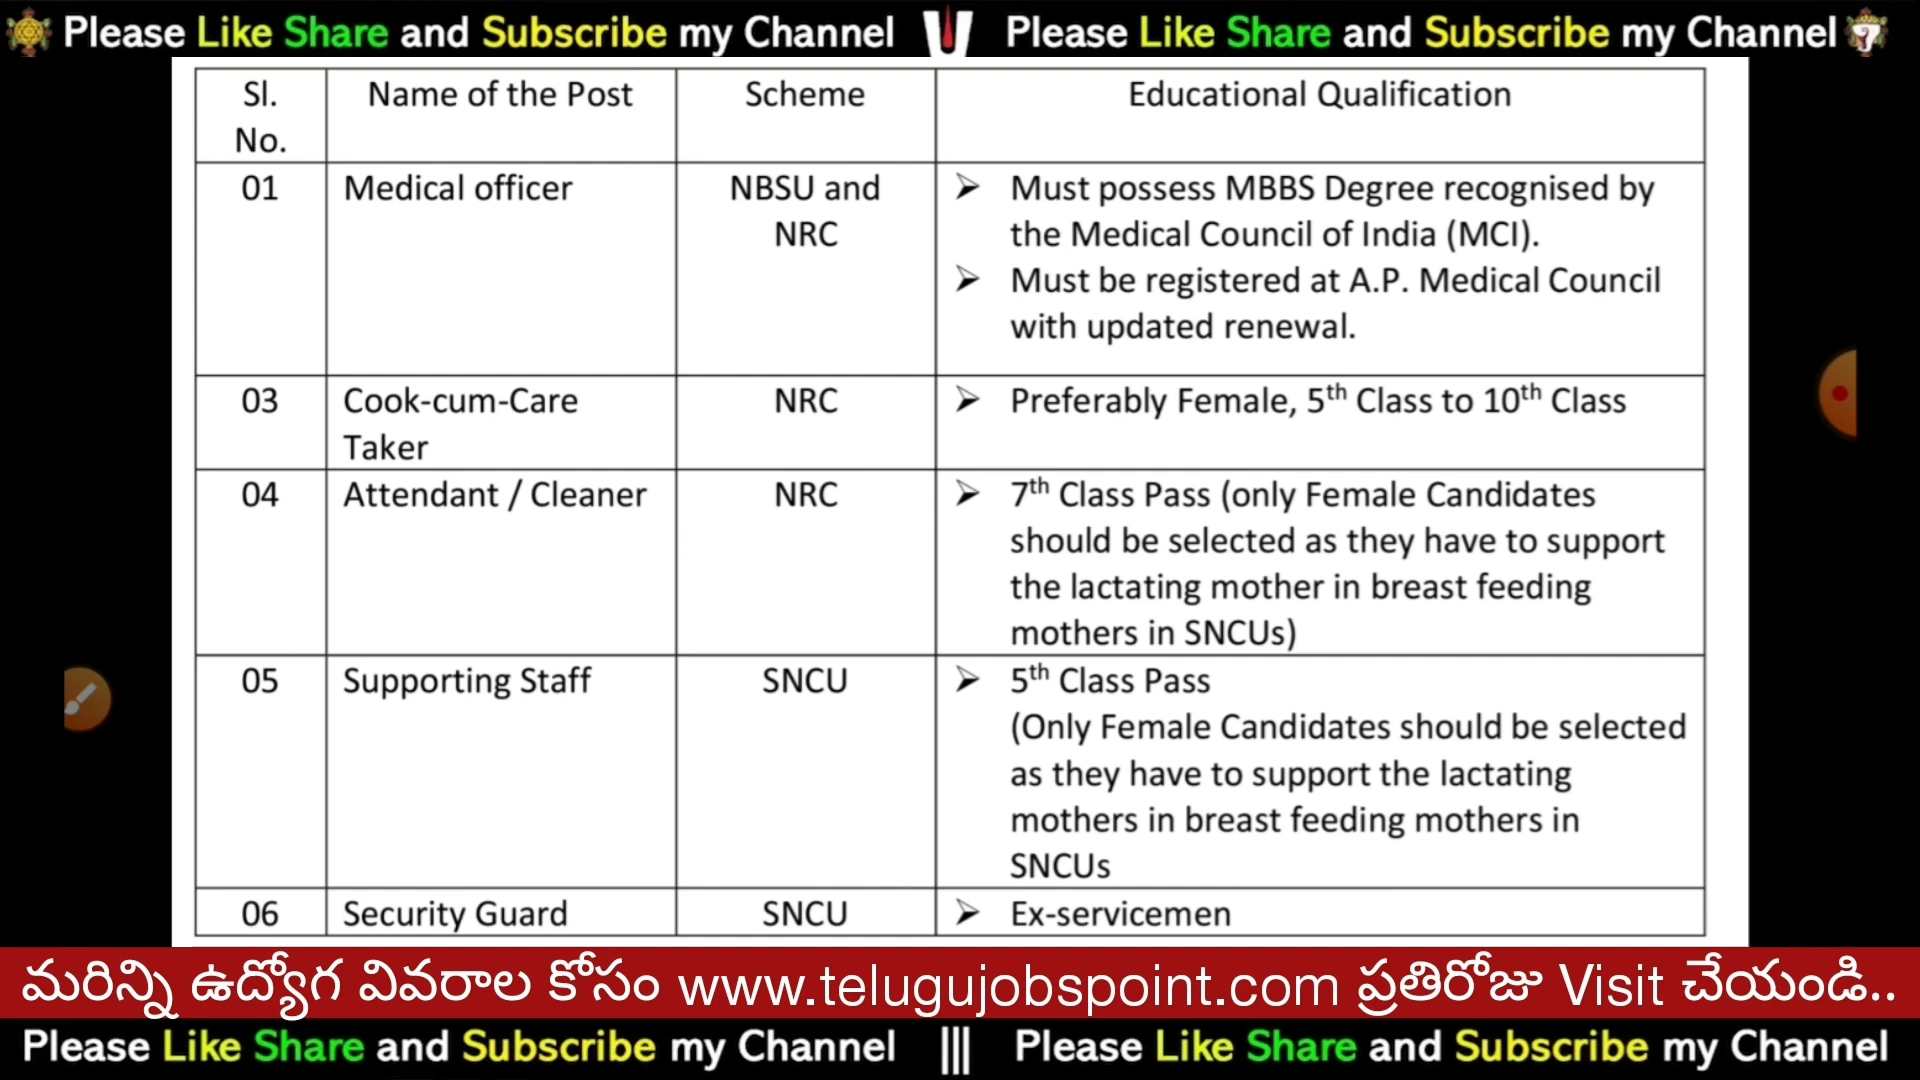 Please Like Share and Subscribe my Channel Please Like Share and Subscribe my Channel
Sl. No.
Name of the Post
Scheme
Educational Qualification
01
Medical officer
NBSU and
NRC
➢ Must possess MBBS Degree recognised by
the Medical Council of India (MCI).
➢ Must be registered at A.P. Medical Council
with updated renewal.
03
Cook-cum-Care
Taker
NRC
➢ Preferably Female, 5th Class to 10th Class
04
Attendant / Cleaner
NRC
➢ 7th Class Pass (only Female Candidates
should be selected as they have to support
the lactating mother in breast feeding
mothers in SNCUs)
05
Supporting Staff
SNCU
➢ 5th Class Pass
(Only Female Candidates should be selected
as they have to support the lactating
mothers in breast feeding mothers in
SNCUs
06
Security Guard
SNCU
➢ Ex-servicemen
మరిన్ని ఉద్యోగ వివరాల కోసం www.telugujobspoint.com ప్రతిరోజు Visit చేయండి..
Please Like Share and Subscribe my Channel ||| Please Like Share and Subscribe my Channel